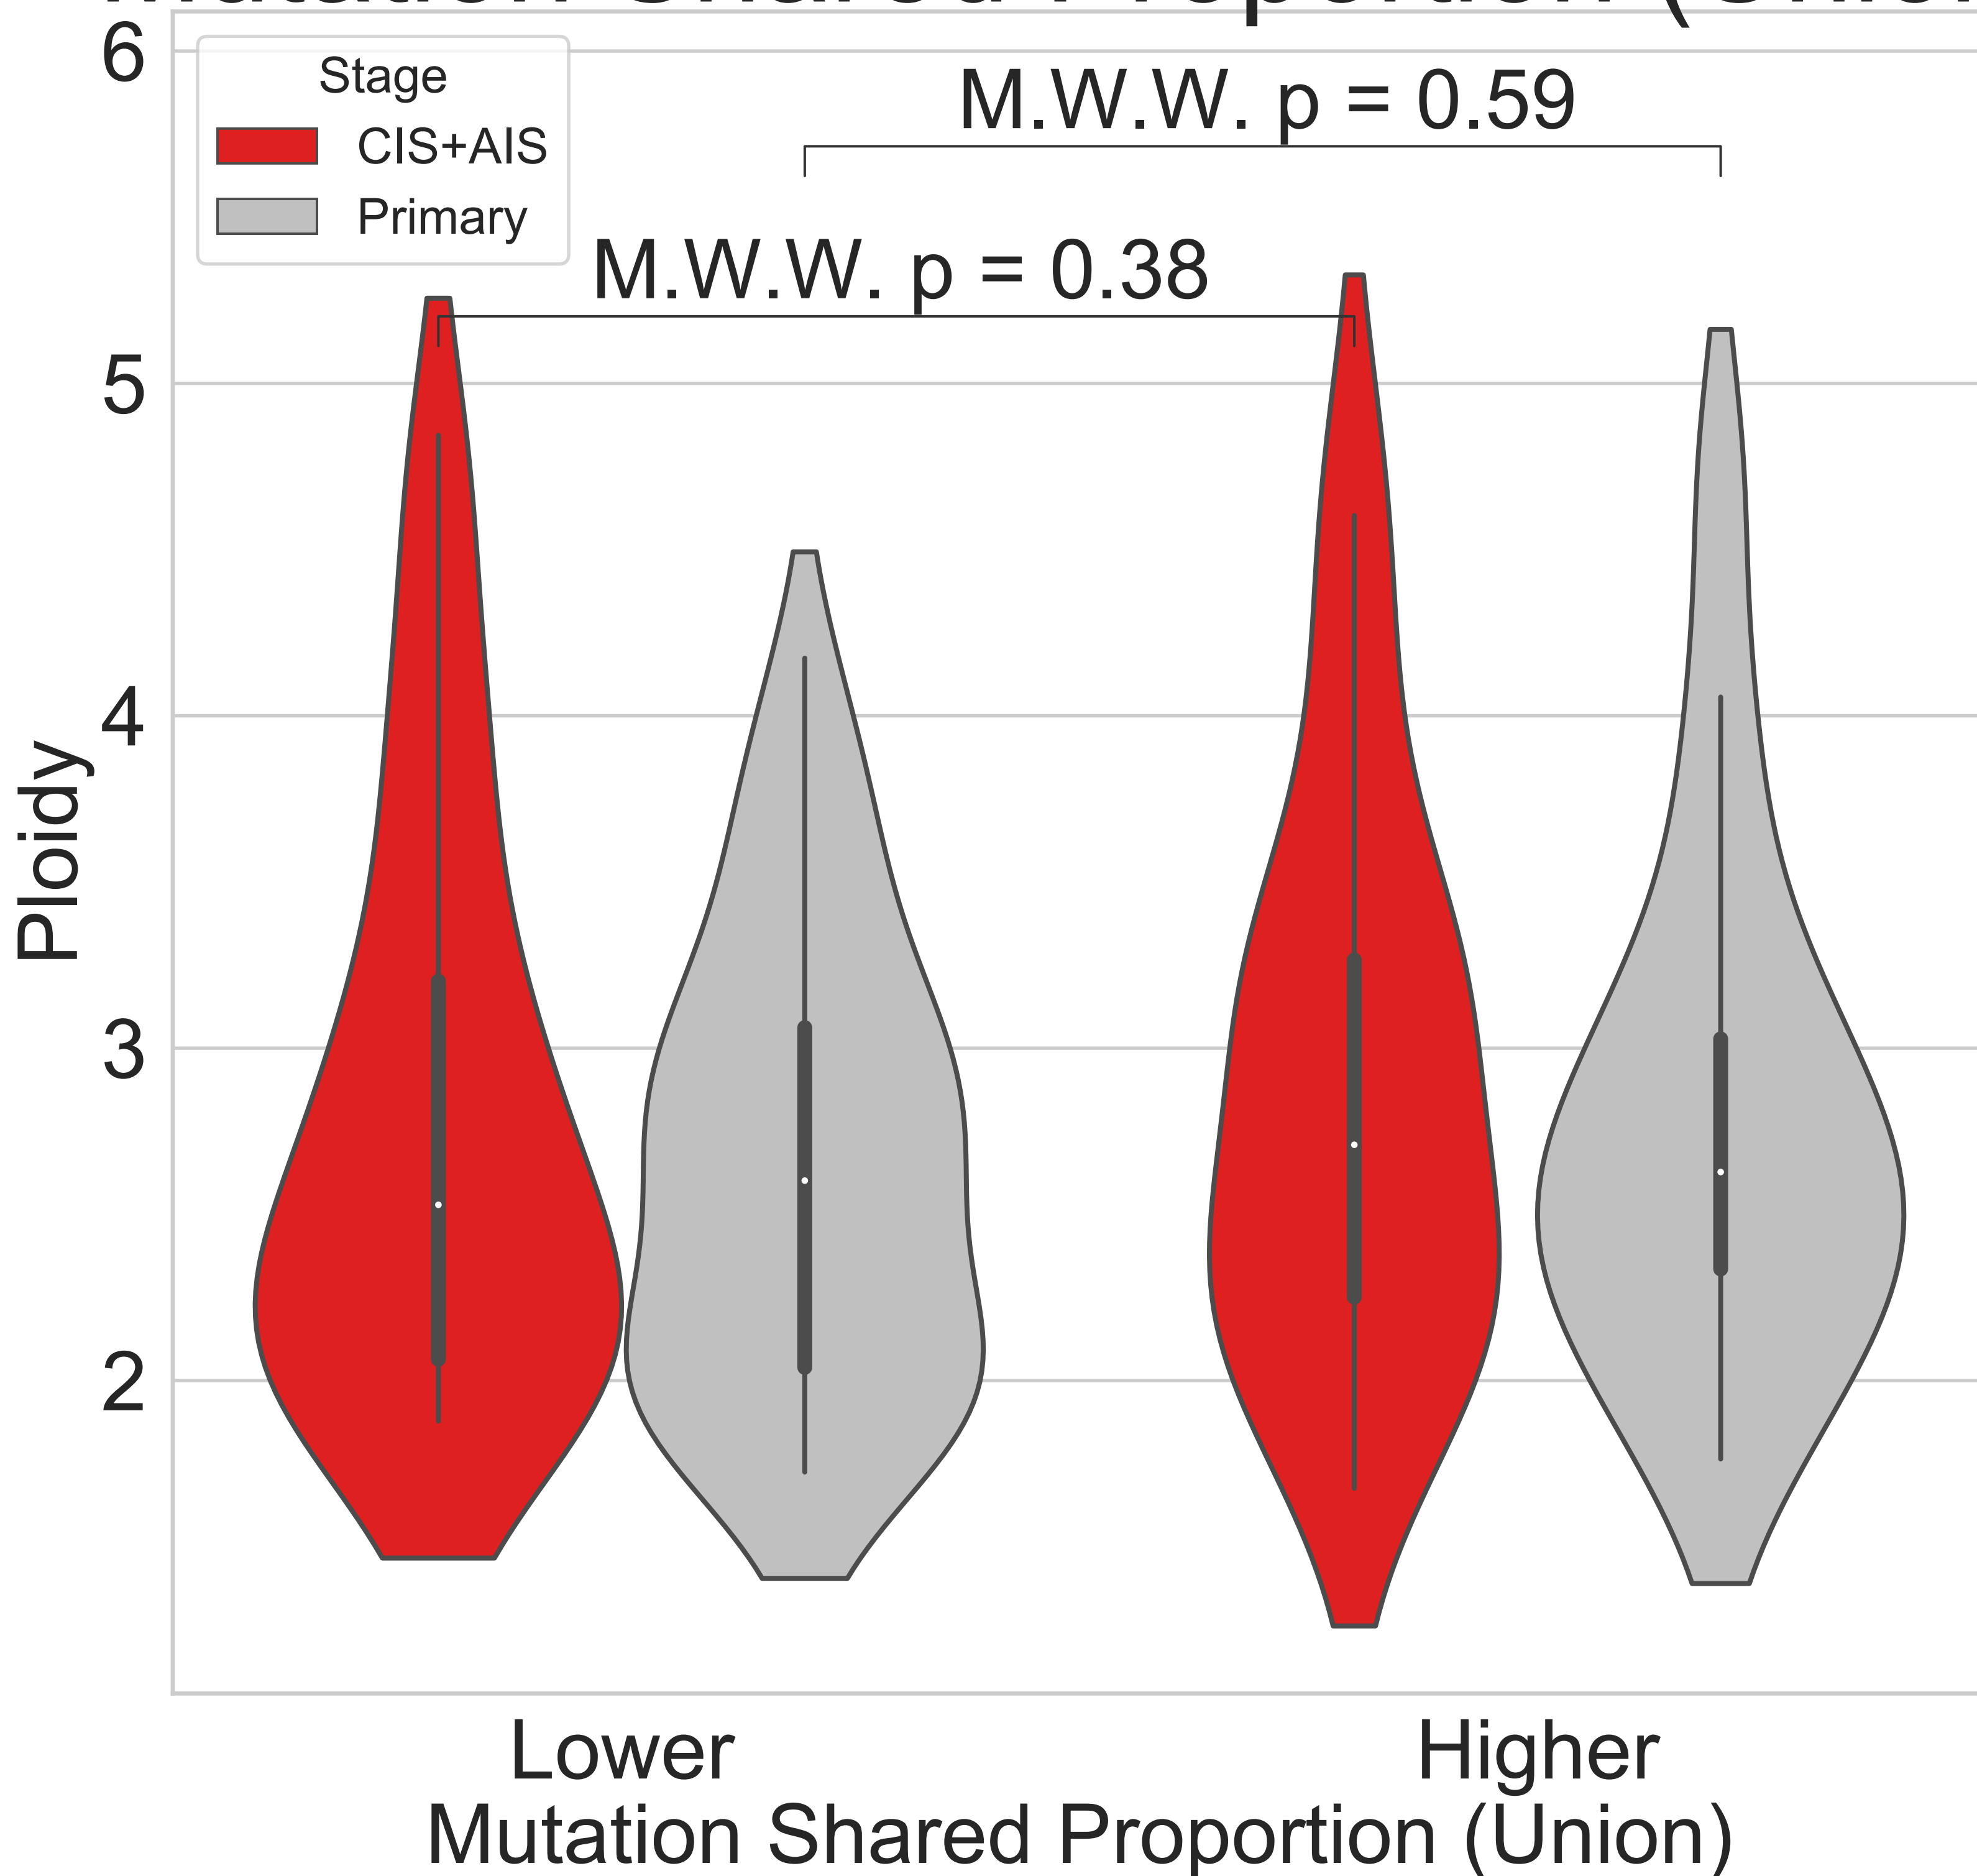 6
Stage
CIS+AIS
Primary
M.W.W. p = 0.59
M.W.W. p = 0.38
5
4
3
2
Ploidy
Lower
Higher
Mutation Shared Proportion (Union)